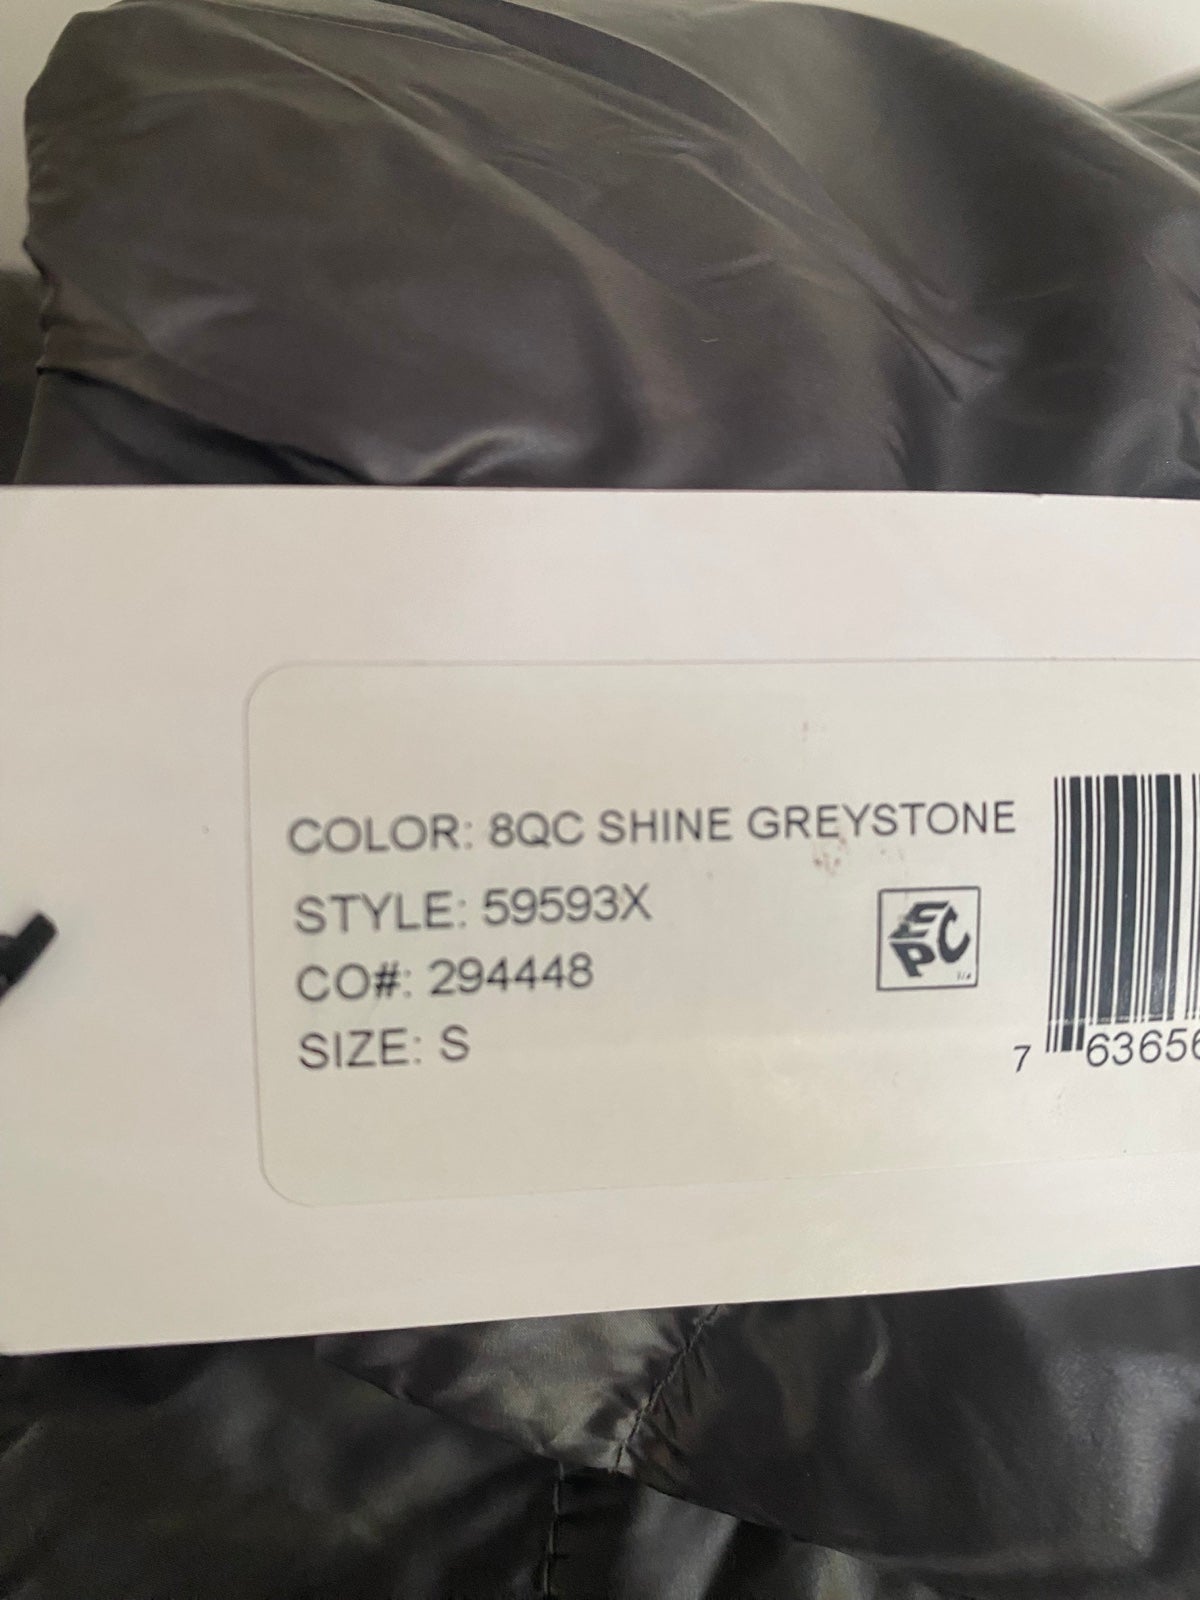 COLOR: 8QC SHINE GREYSTONE
STYLE: 59593X
CO#: 294448
SIZE: S
EPC
7 63656